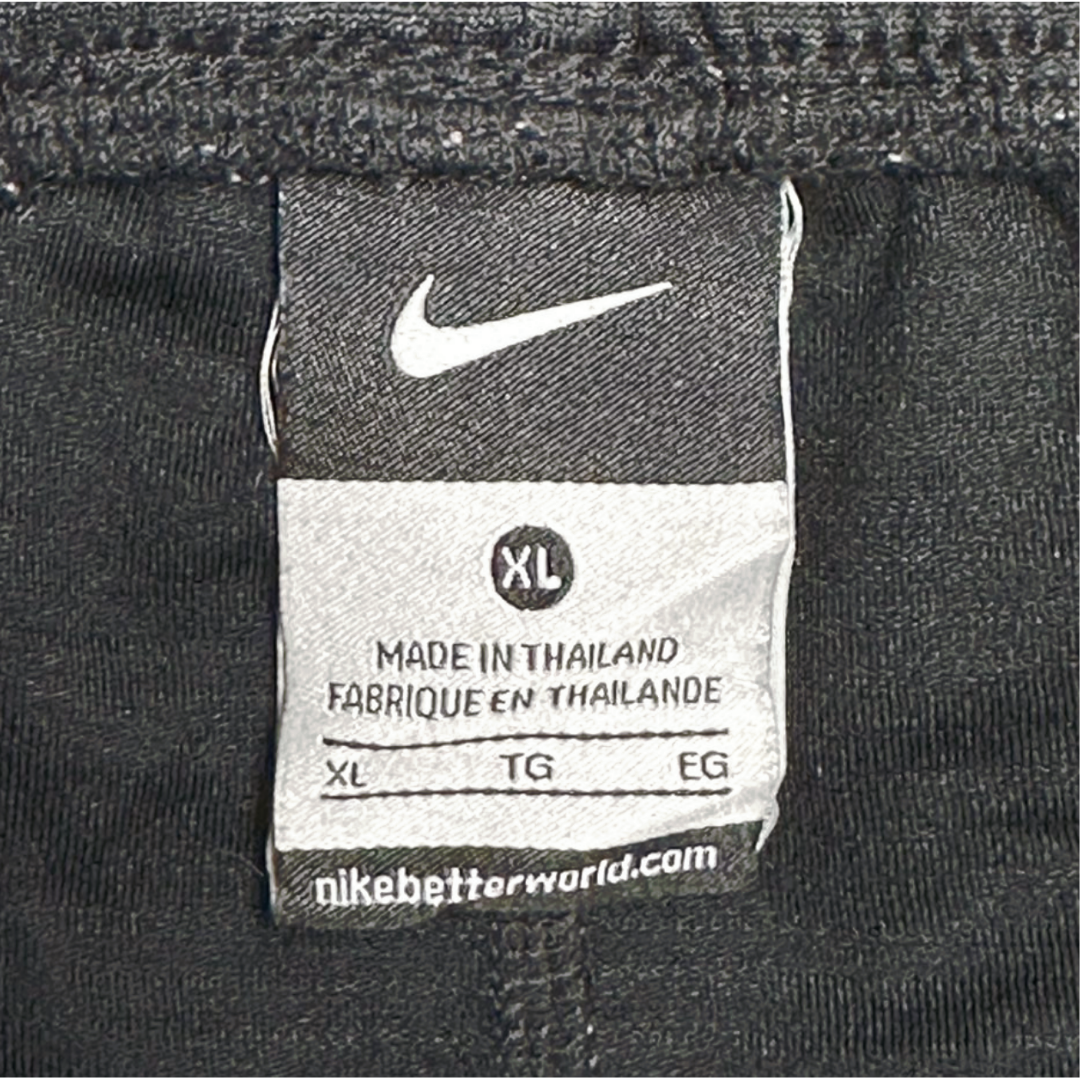 XL
MADE IN THAILAND
FABRIQUE EN THAILANDE
XL TG EG
nikebetterworld.com